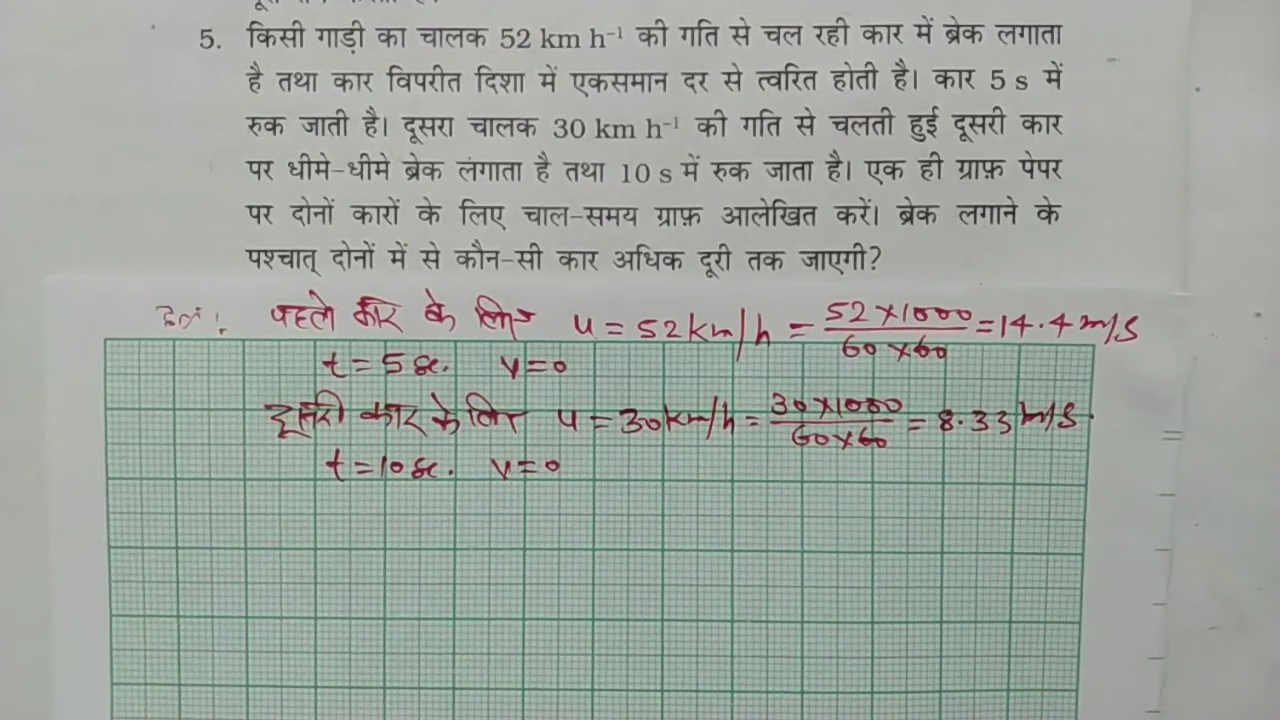 5. किसी गाड़ी का चालक 52 km h⁻¹ की गति से चल रही कार में ब्रेक लगाता
है तथा कार विपरीत दिशा में एकसमान दर से त्वरित होती है। कार 5 s में
रुक जाती है। दूसरा चालक 30 km h⁻¹ की गति से चलती हुई दूसरी कार
पर धीमे-धीमे ब्रेक लगाता है तथा 10 s में रुक जाता है। एक ही ग्राफ़ पेपर
पर दोनों कारों के लिए चाल-समय ग्राफ़ आलेखित करें। ब्रेक लगाने के
पश्चात् दोनों में से कौन-सी कार अधिक दूरी तक जाएगी?
हल: पहले कार के लिए u = 52 km/h = 52×1000/60×60 = 14.4 m/s
t = 5 se. v=0
दूसरी कार के लिए u = 30 km/h = 30×1000/60×60 = 8.33 m/s.
t = 10 se. v=0